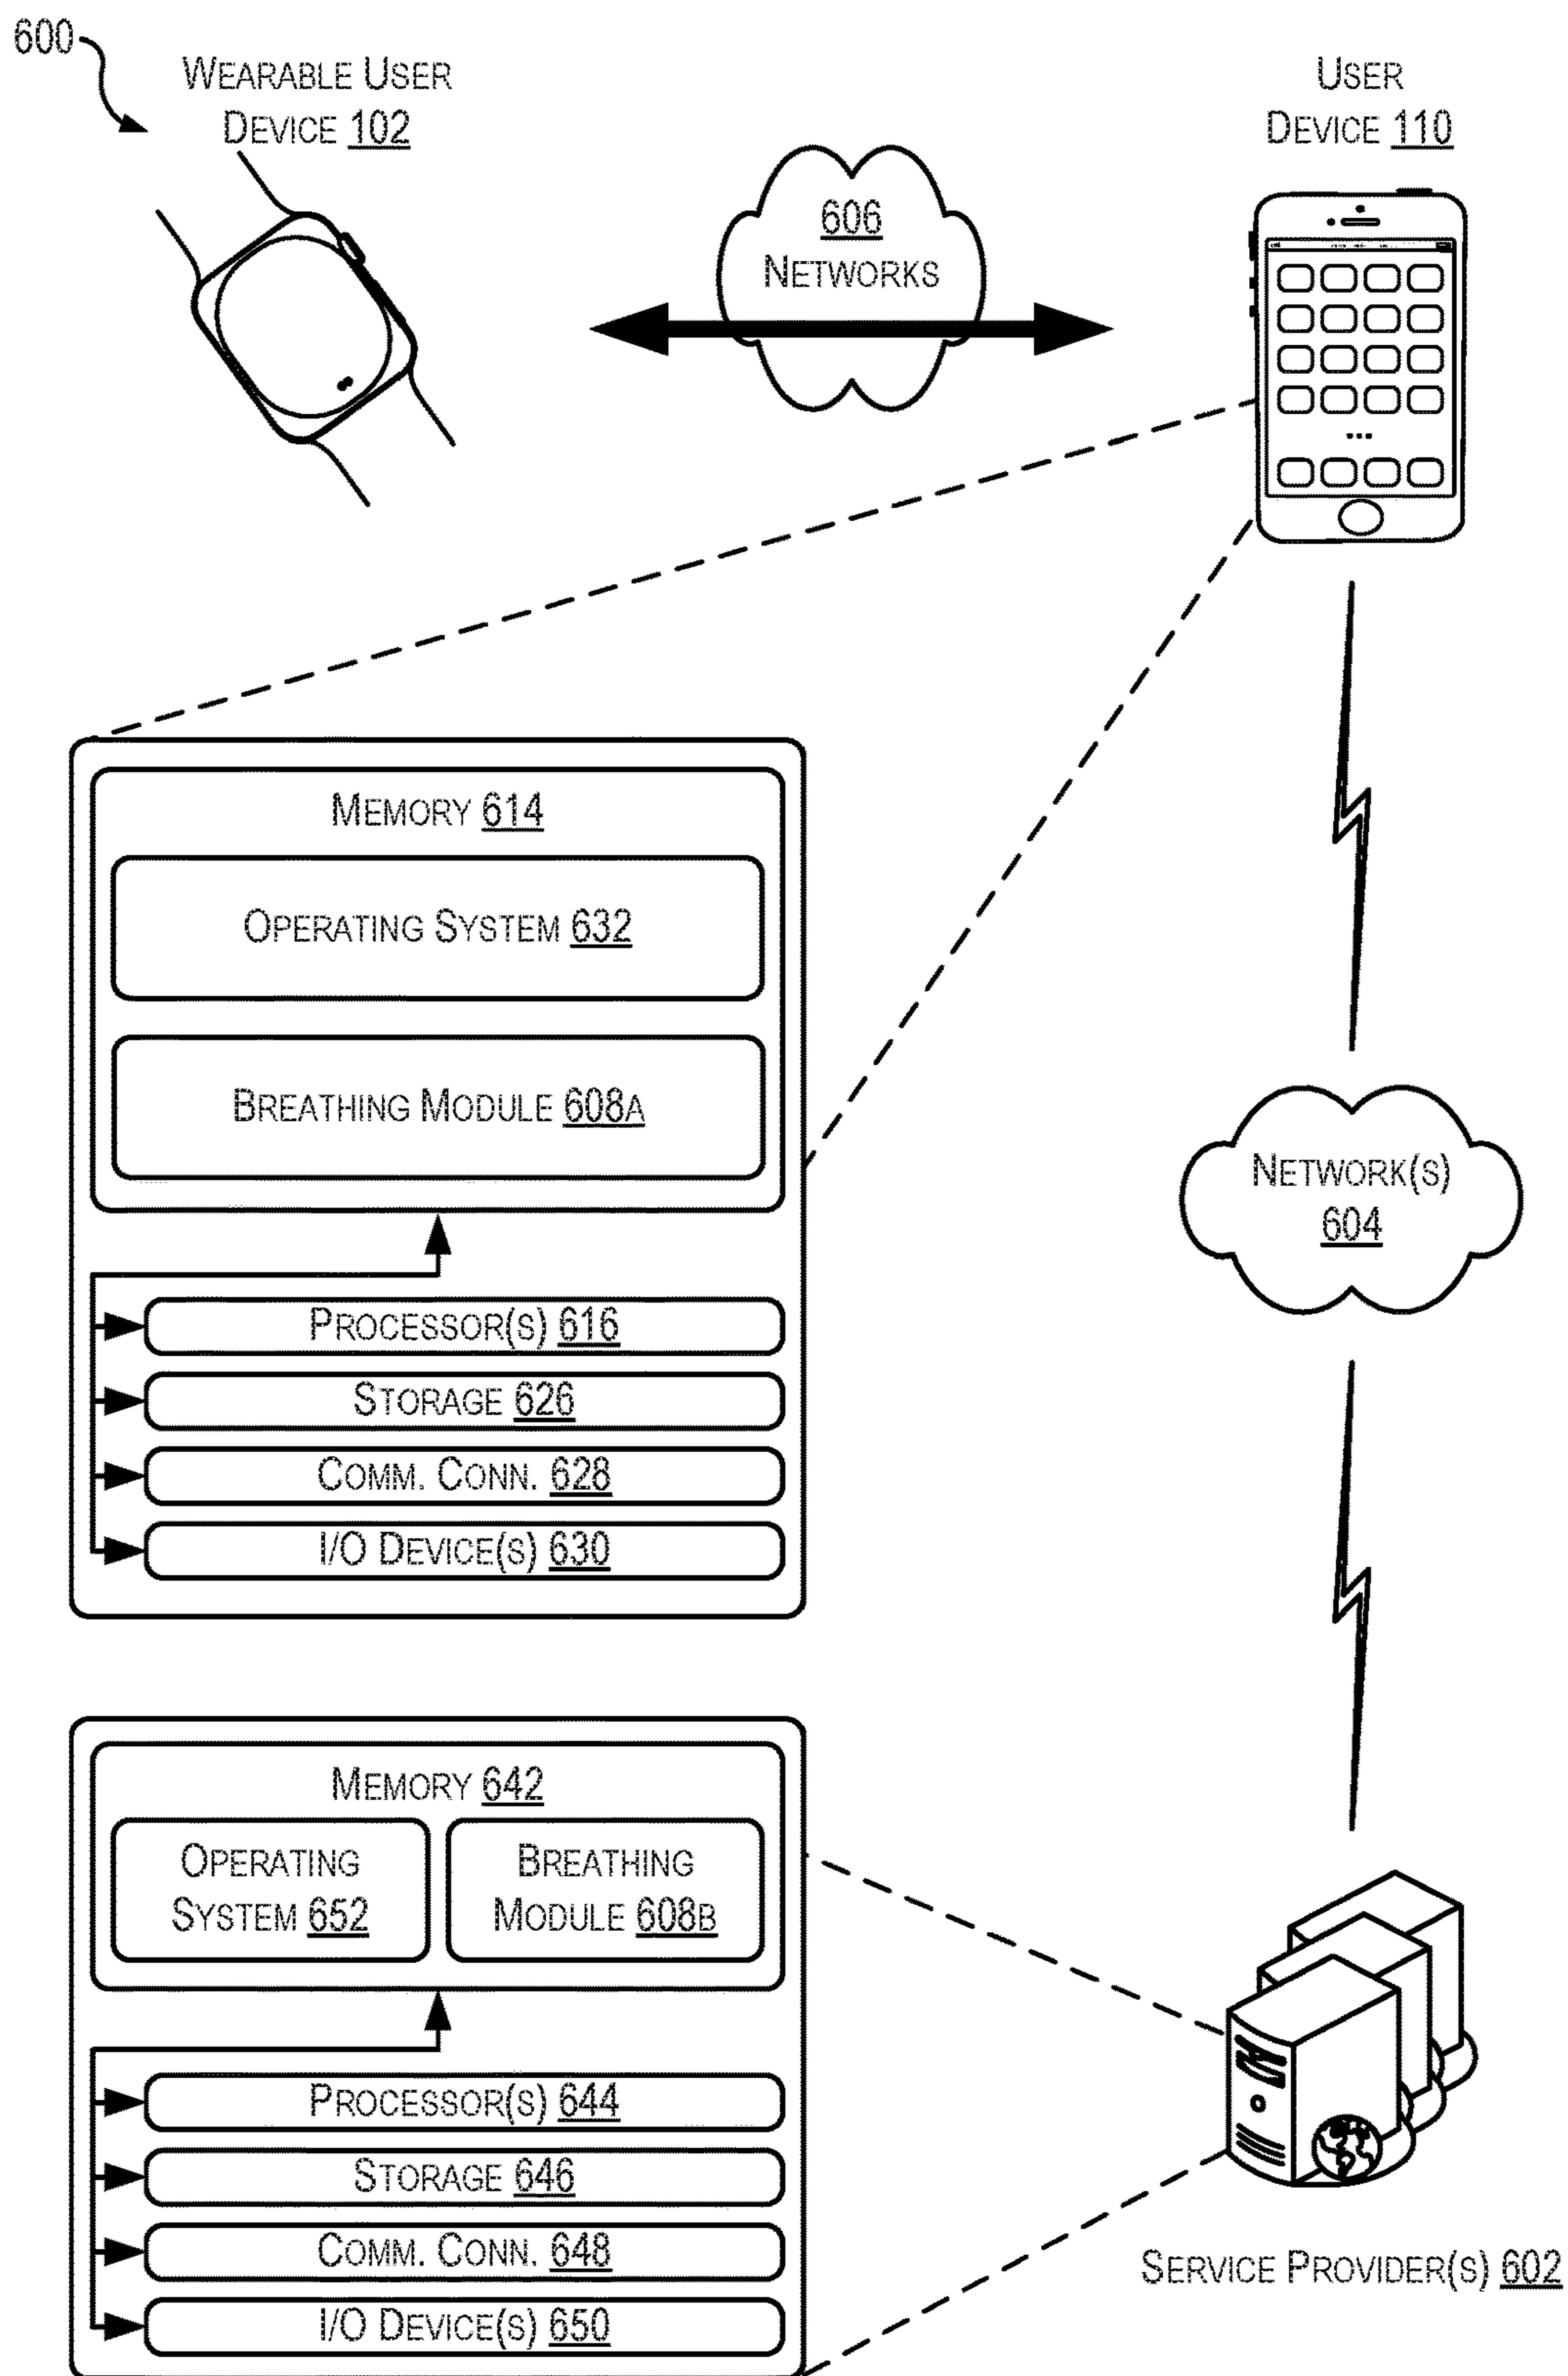 600
WEARABLE USER
DEVICE 102
USER
DEVICE 110
606
NETWORKS
MEMORY 614
OPERATING SYSTEM 632
BREATHING MODULE 608A
PROCESSOR(S) 616
STORAGE 626
COMM. CONN. 628
I/O DEVICE(S) 630
NETWORK(S)
604
MEMORY 642
OPERATING
SYSTEM 652
BREATHING
MODULE 608B
PROCESSOR(S) 644
STORAGE 646
COMM. CONN. 648
I/O DEVICE(S) 650
SERVICE PROVIDER(S) 602